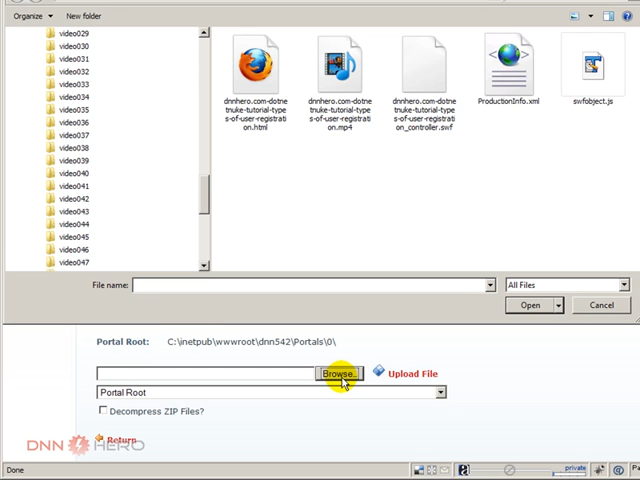 Organize
New folder
video029
video030
video031
video032
video033
video034
video035
video036
video037
video038
video039
video040
video041
video042
video043
video044
video045
video046
video047
dnnhero.com-dotne
tnuke-tutorial-type
s-of-user-registrati
on.html
dnnhero.com-dotne
tnuke-tutorial-type
s-of-user-registrati
on.mp4
dnnhero.com-dotne
tnuke-tutorial-type
s-of-user-registrati
on_controller.swf
ProductionInfo.xml
swfobject.js
File name:
All Files
Open
Cancel
Portal Root: C:\inetpub\wwwroot\dnn542\Portals\0\
Browse...
Upload File
Portal Root
Decompress ZIP Files?
Return
DNN HERO
Done
private
Pa